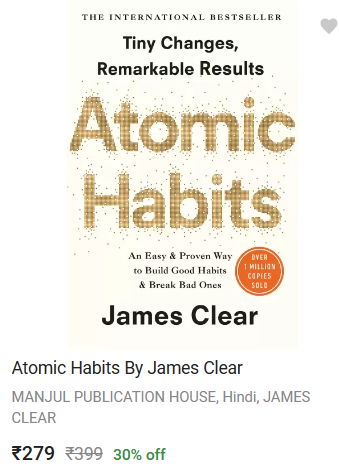 THE INTERNATIONAL BESTSELLER
Tiny Changes,
Remarkable Results
Atomic
Habits
An Easy & Proven Way
to Build Good Habits
& Break Bad Ones
OVER
1 MILLION
COPIES
SOLD
James Clear
Atomic Habits By James Clear
MANJUL PUBLICATION HOUSE, Hindi, JAMES
CLEAR
₹279 ₹399 30% off